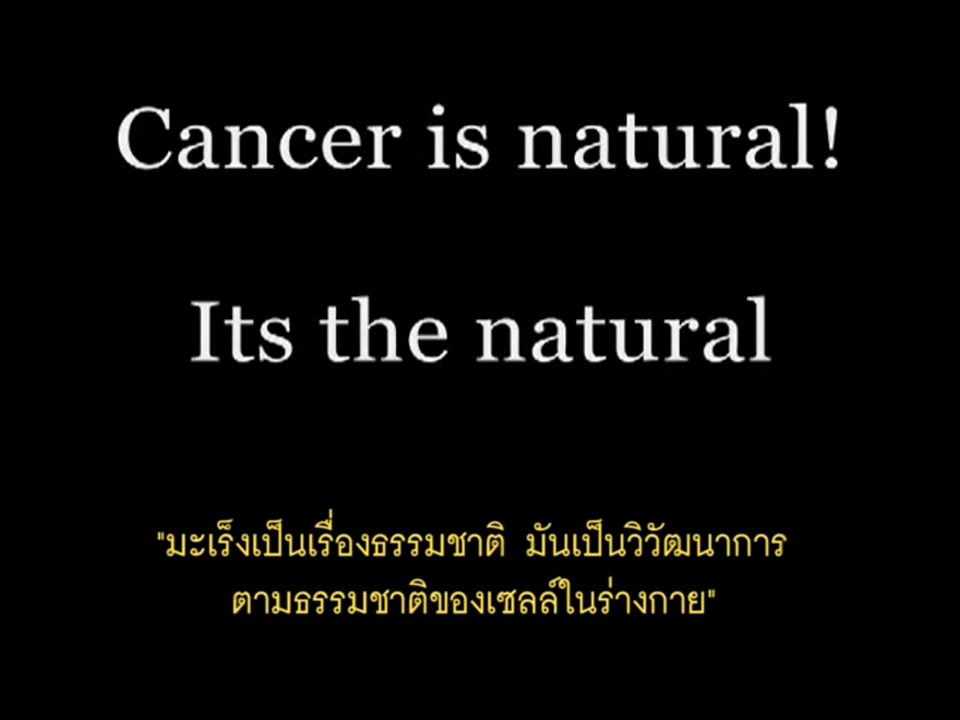 Cancer is natural!
Its the natural
"มะเร็งเป็นเรื่องธรรมชาติ มันเป็นวิวัฒนาการ
ตามธรรมชาติของเซลล์ในร่างกาย"